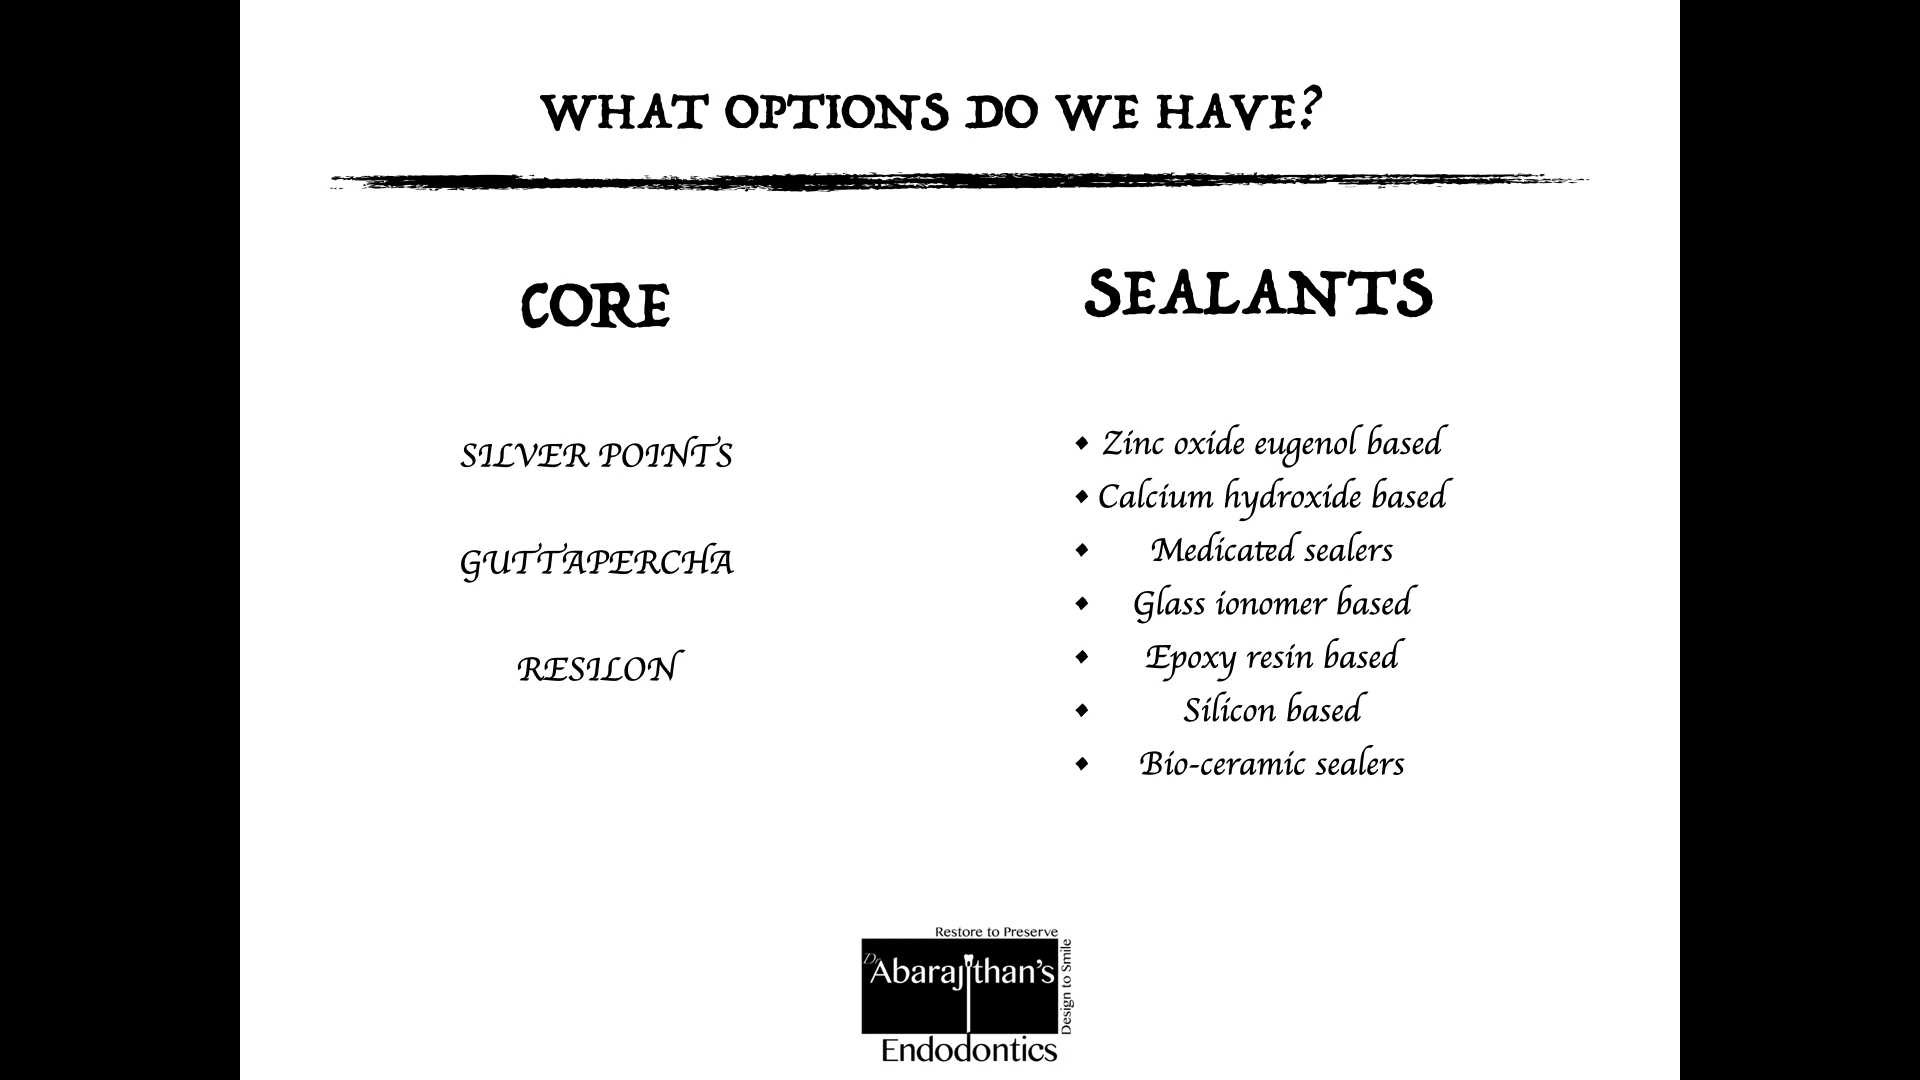 WHAT OPTIONS DO WE HAVE?
CORE
SILVER POINTS
GUTTAPERCHA
RESILON
SEALANTS
• Zinc oxide eugenol based
• Calcium hydroxide based
• Medicated sealers
• Glass ionomer based
• Epoxy resin based
• Silicon based
• Bio-ceramic sealers
Restore to Preserve
Dr
Abarajithan's
Endodontics
Design to Smile